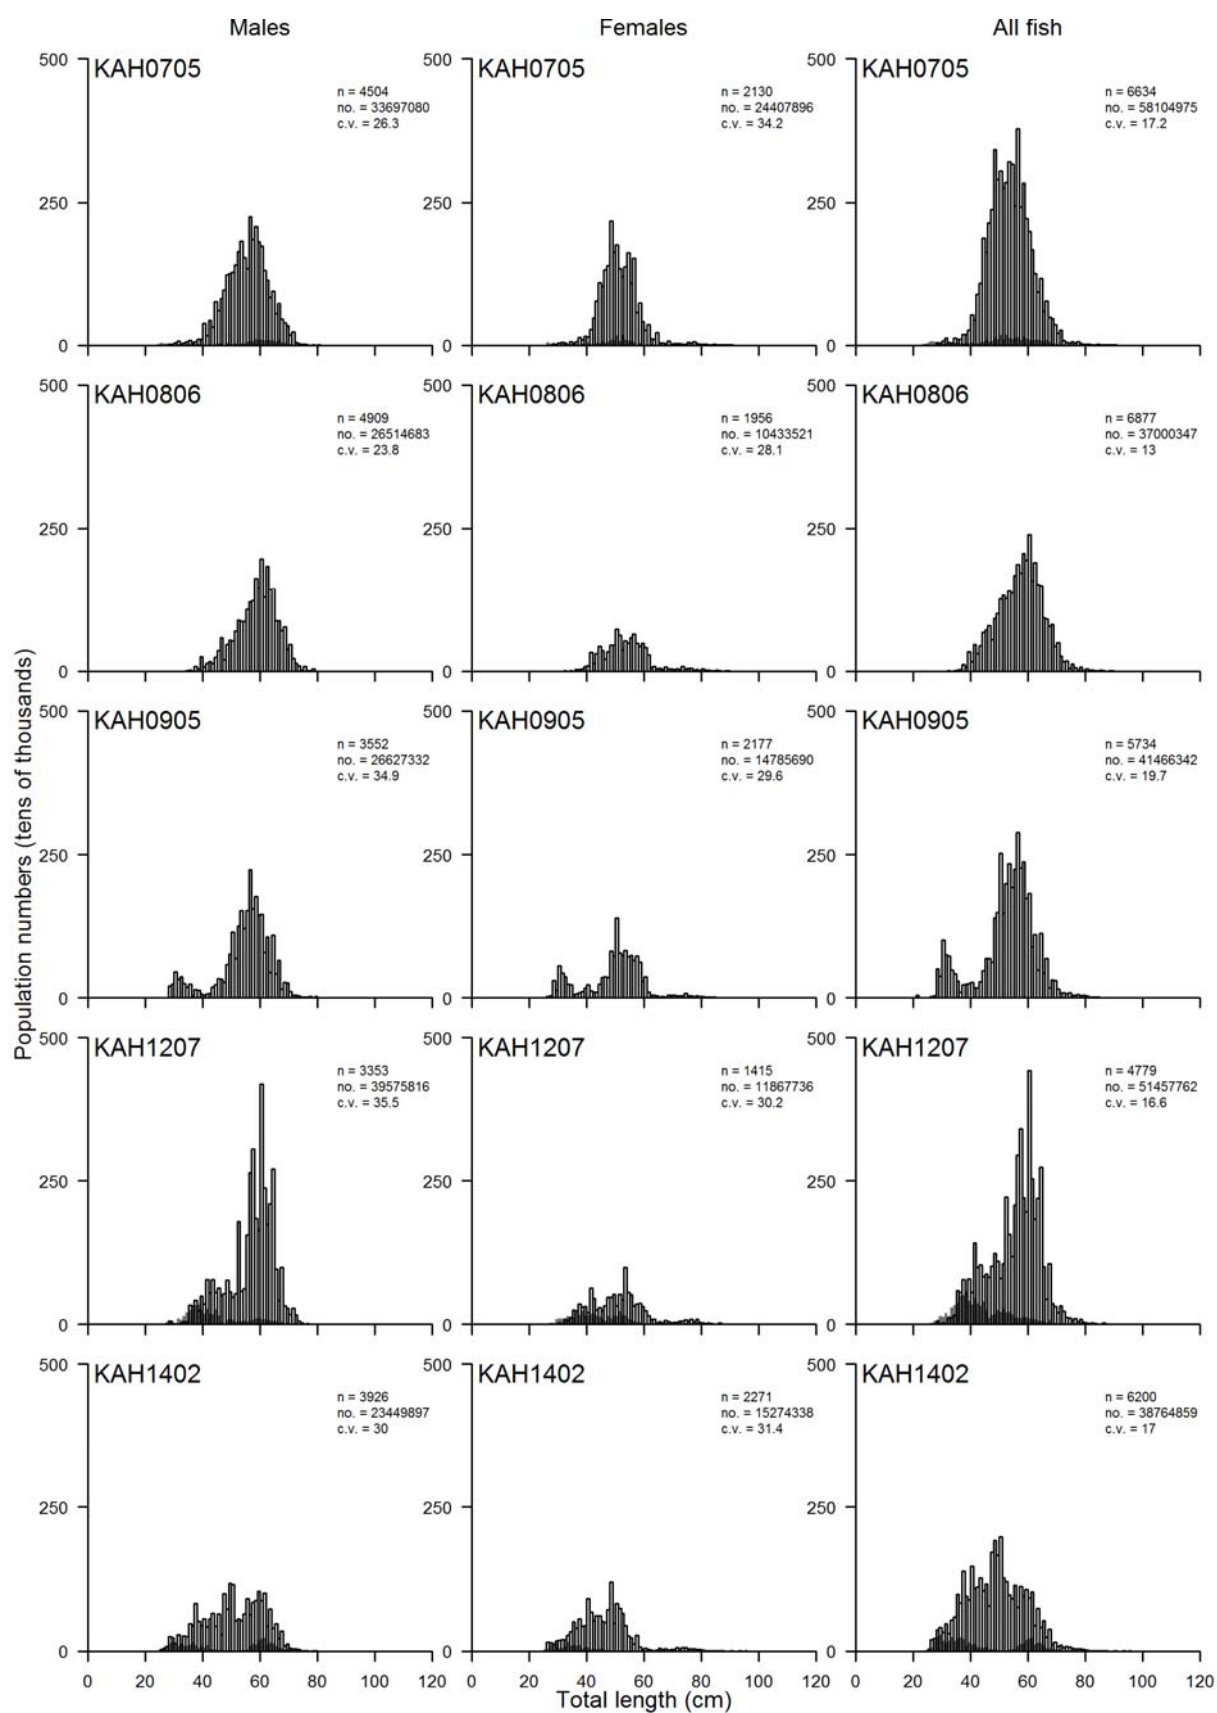 Males Females All fish
500 KAH0705 500 KAH0705 500 KAH0705
n = 4504 n = 2130 n = 6634
no. = 33697080 no. = 24407896 no. = 58104975
c.v. = 26.3 c.v. = 34.2 c.v. = 17.2
250 250 250
0 0 0
500 KAH0806 500 KAH0806 500 KAH0806
n = 4909 n = 1956 n = 6877
no. = 26514683 no. = 10433521 no. = 37000347
c.v. = 23.8 c.v. = 28.1 c.v. = 13
250 250 250
0 0 0
500 KAH0905 500 KAH0905 500 KAH0905
n = 3552 n = 2177 n = 5734
no. = 26627332 no. = 14785690 no. = 41466342
c.v. = 34.9 c.v. = 29.6 c.v. = 19.7
250 250 250
0 0 0
500 KAH1207 500 KAH1207 500 KAH1207
n = 3353 n = 1415 n = 4779
no. = 39575816 no. = 11867736 no. = 51457762
c.v. = 35.5 c.v. = 30.2 c.v. = 16.6
250 250 250
0 0 0
500 KAH1402 500 KAH1402 500 KAH1402
n = 3926 n = 2271 n = 6200
no. = 23449897 no. = 15274338 no. = 38764859
c.v. = 30 c.v. = 31.4 c.v. = 17
250 250 250
0 0 0
0 20 40 60 80 100 120 0 20 40 60 80 100 120 0 20 40 60 80 100 120
Total length (cm)
Population numbers (tens of thousands)